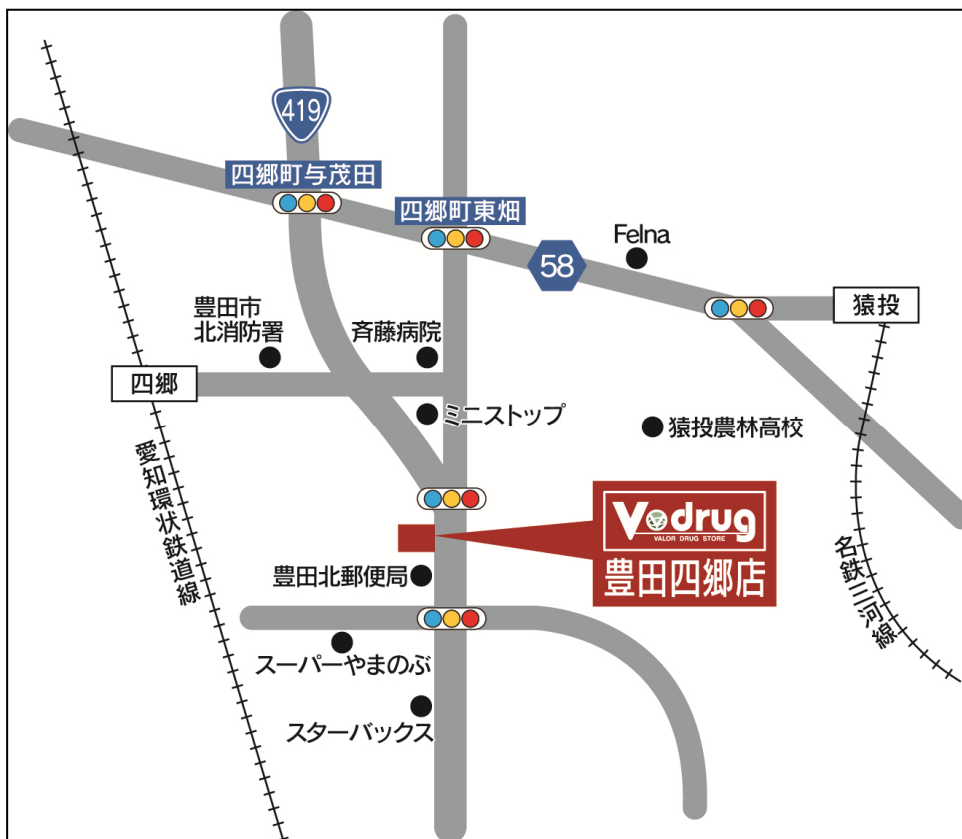 419
四郷町与茂田
四郷町東畑
Felna
58
豊田市
北消防署
斉藤病院
猿投
四郷
ミニストップ
猿投農林高校
愛知環状鉄道線
V drug
VALOR DRUG STORE
豊田四郷店
名鉄三河線
豊田北郵便局
スーパーやまのぶ
スターバックス